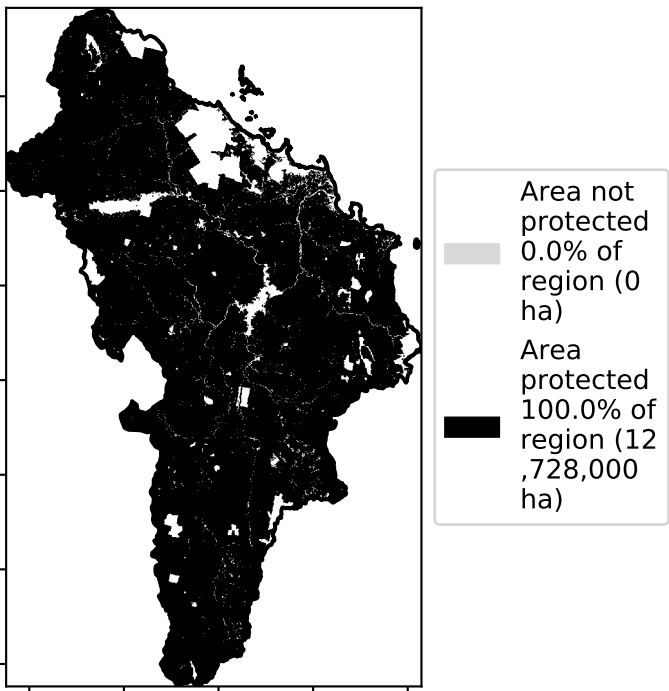 Area not
protected
0.0% of
region (0
ha)
Area
protected
100.0% of
region (12
,728,000
ha)